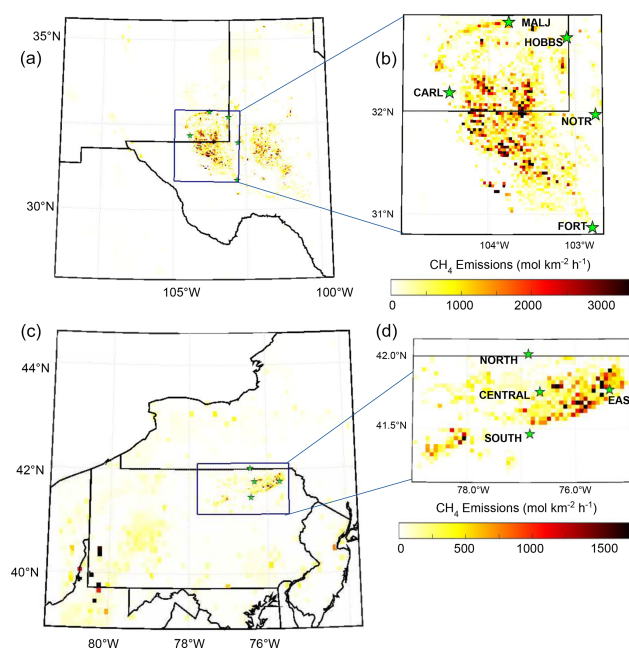 35°N
(a)
30°N
105°W
100°W
(b)
MALJ
HOBBS
CARL
32°N
NOTR
31°N
FORT
104°W
103°W
CH₄ Emissions (mol km⁻² h⁻¹)
0 1000 2000 3000
(c)
44°N
42°N
40°N
80°W
78°W
76°W
(d)
42.0°N
NORTH
CENTRAL
EAS
41.5°N
SOUTH
78.0°W
76.0°W
CH₄ Emissions (mol km⁻² h⁻¹)
0 500 1000 1500